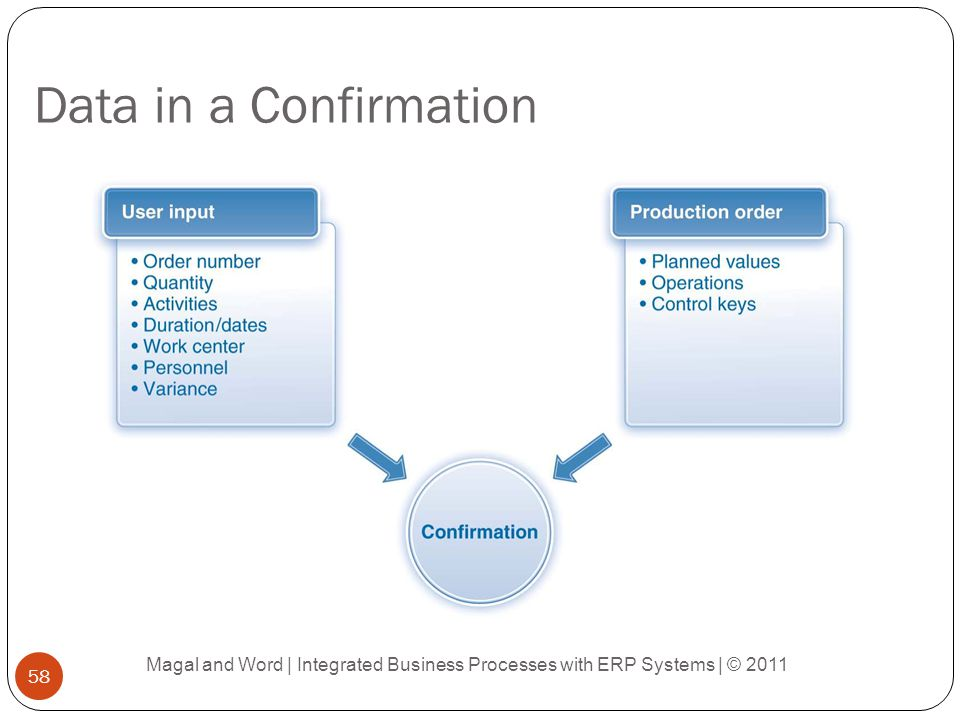 Data in a Confirmation
User input
• Order number
• Quantity
• Activities
• Duration/dates
• Work center
• Personnel
• Variance
Production order
• Planned values
• Operations
• Control keys
Confirmation
Magal and Word | Integrated Business Processes with ERP Systems | © 2011
58